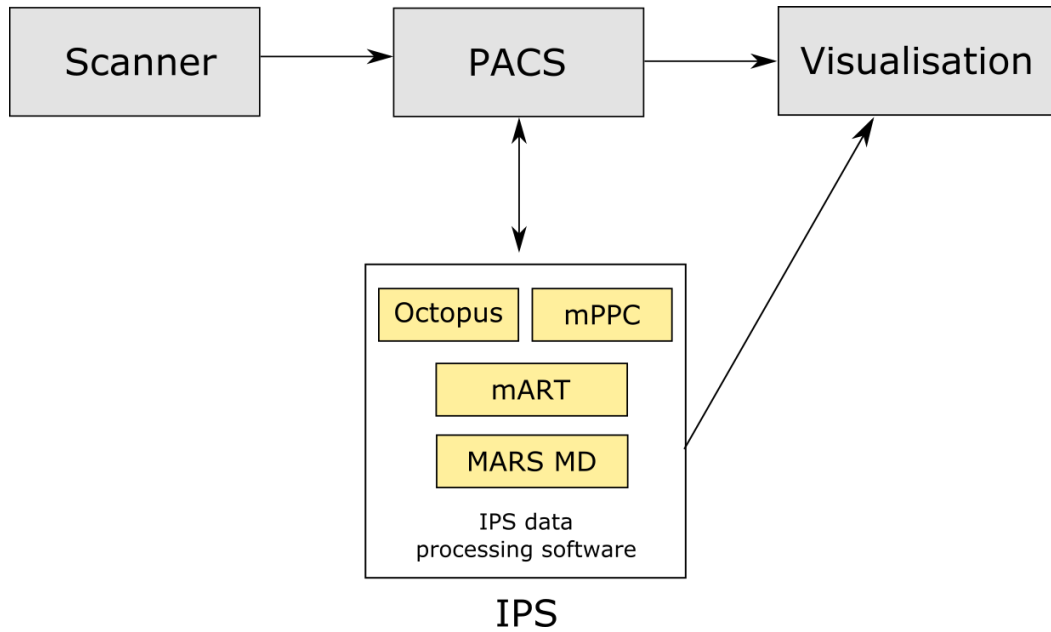 Scanner
PACS
Visualisation
Octopus
mPPC
mART
MARS MD
IPS data
processing software
IPS